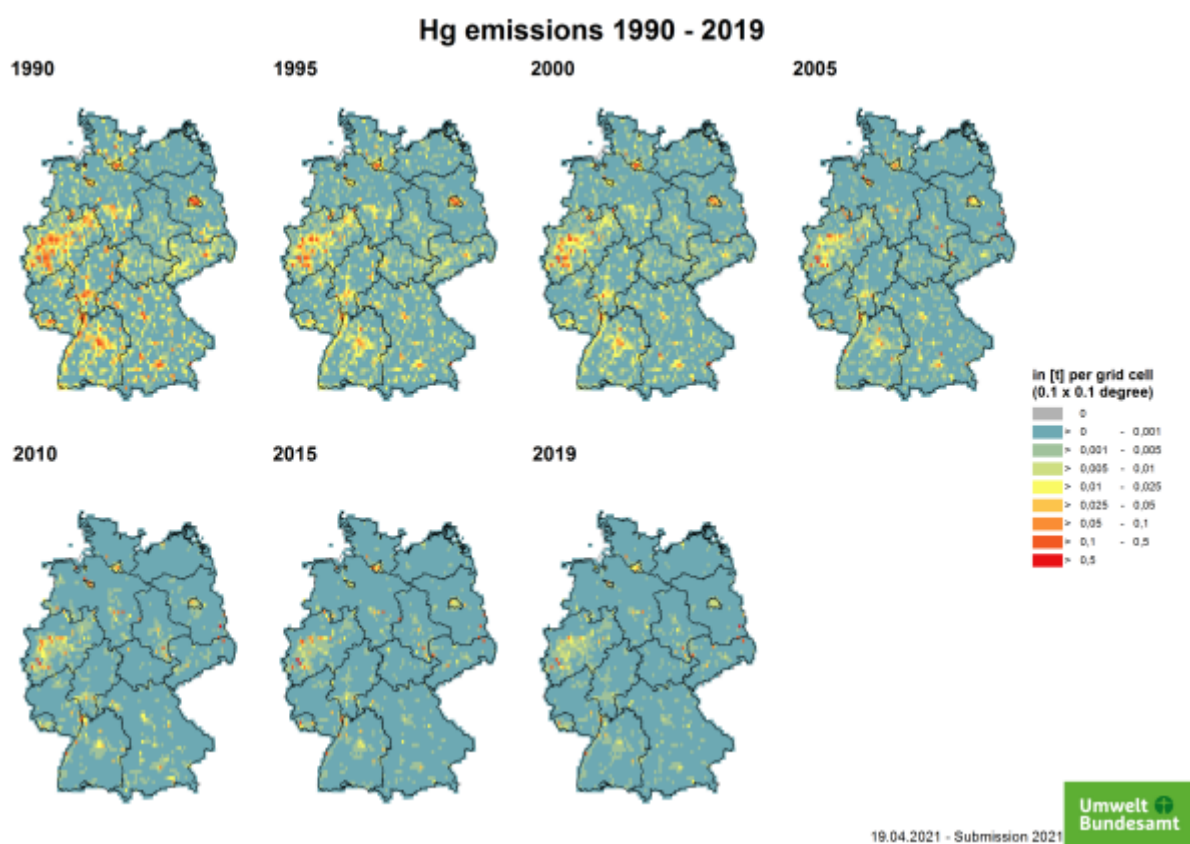 Hg emissions 1990 - 2019
1990
1995
2000
2005
2010
2015
2019
in [t] per grid cell
(0.1 x 0.1 degree)
0
> 0 - 0,001
> 0,001 - 0,005
> 0,005 - 0,01
> 0,01 - 0,025
> 0,025 - 0,05
> 0,05 - 0,1
> 0,1 - 0,5
> 0,5
19.04.2021 - Submission 2021
Umwelt
Bundesamt